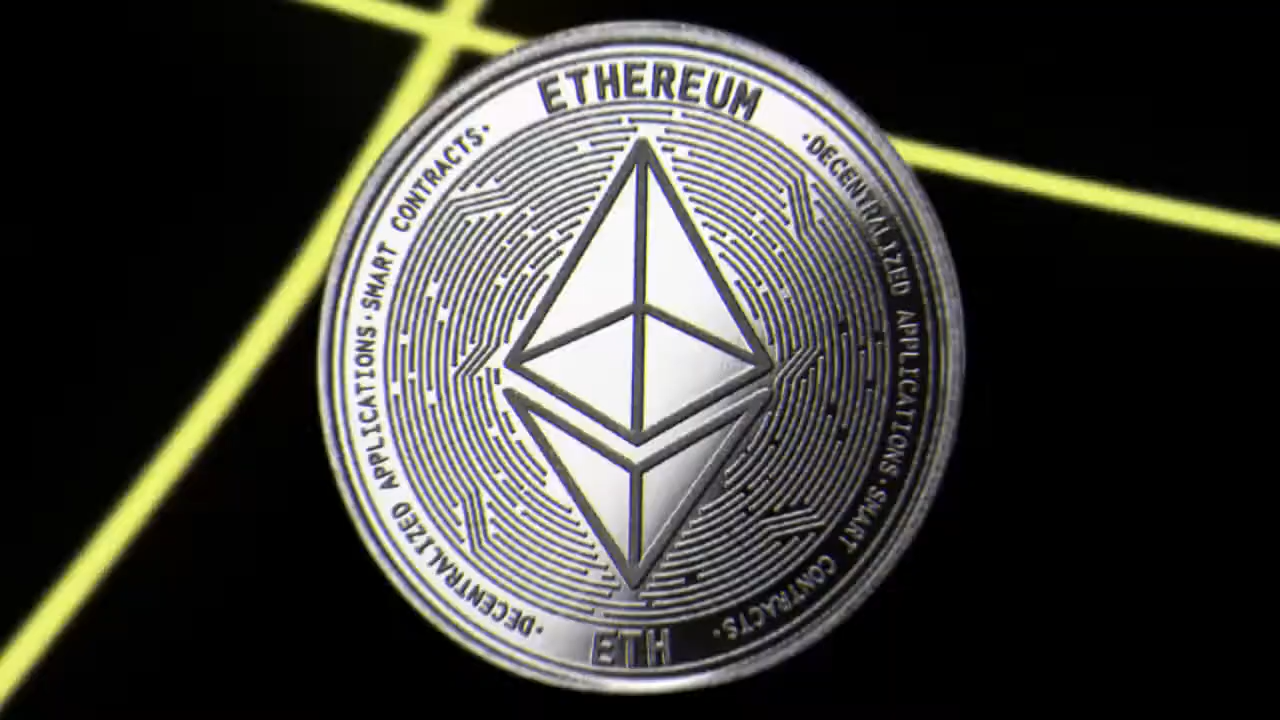 ETHEREUM
·DECENTRALIZED APPLICATIONS·SMART CONTRACTS·
ETH
·DECENTRALIZED APPLICATIONS·SMART CONTRACTS·